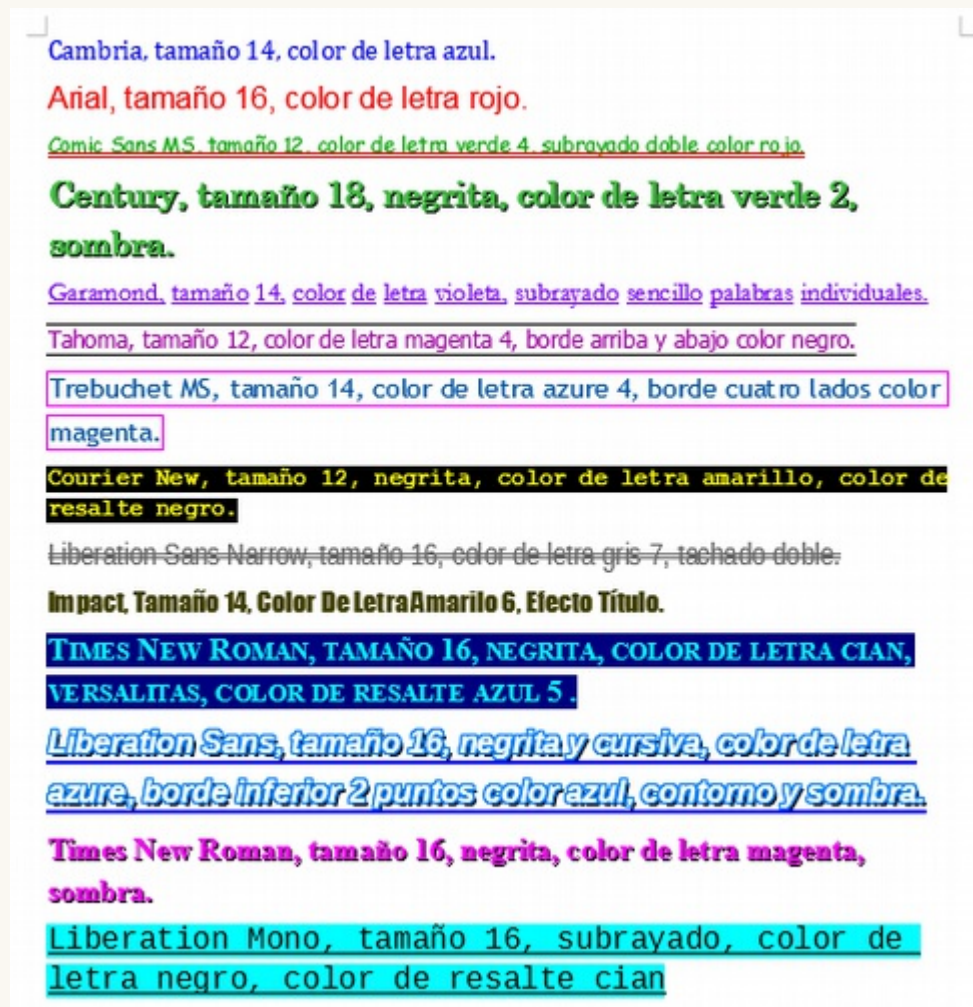 Cambria, tamaño 14, color de letra azul.
Arial, tamaño 16, color de letra rojo.
Comic Sans MS, tamaño 12, color de letra verde 4, subrayado doble color rojo.
Century, tamaño 18, negrita, color de letra verde 2,
sombra.
Garamond, tamaño 14, color de letra violeta, subrayado sencillo palabras individuales.
Tahoma, tamaño 12, color de letra magenta 4, borde arriba y abajo color negro.
Trebuchet MS, tamaño 14, color de letra azure 4, borde cuatro lados color
magenta.
Courier New, tamaño 12, negrita, color de letra amarillo, color de
resalte negro.
Liberation Sans Narrow, tamaño 16, color de letra gris 7, tachado doble.
Impact, Tamaño 14, Color De Letra Amarilo 6, Efecto Título.
TIMES NEW ROMAN, TAMAÑO 16, NEGRITA, COLOR DE LETRA CIAN,
VERSALITAS, COLOR DE RESALTE AZUL 5 .
Liberation Sans, tamaño 16, negrita y cursiva, color de letra
azure, borde inferior 2 puntos color azul, contorno y sombra.
Times New Roman, tamaño 16, negrita, color de letra magenta,
sombra.
Liberation Mono, tamaño 16, subrayado, color de
letra negro, color de resalte cian